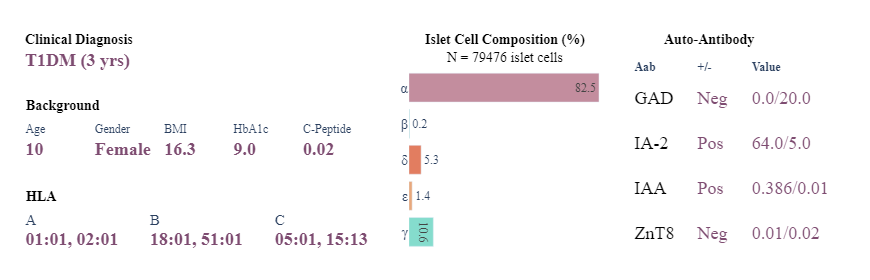 Clinical Diagnosis
T1DM (3 yrs)
Background
Age Gender BMI HbA1c C-Peptide
10 Female 16.3 9.0 0.02
HLA
A B C
01:01, 02:01 18:01, 51:01 05:01, 15:13
Islet Cell Composition (%)
N = 79476 islet cells
α 82.5
β 0.2
δ 5.3
ε 1.4
γ 10.6
Auto-Antibody
Aab +/- Value
GAD Neg 0.0/20.0
IA-2 Pos 64.0/5.0
IAA Pos 0.386/0.01
ZnT8 Neg 0.01/0.02